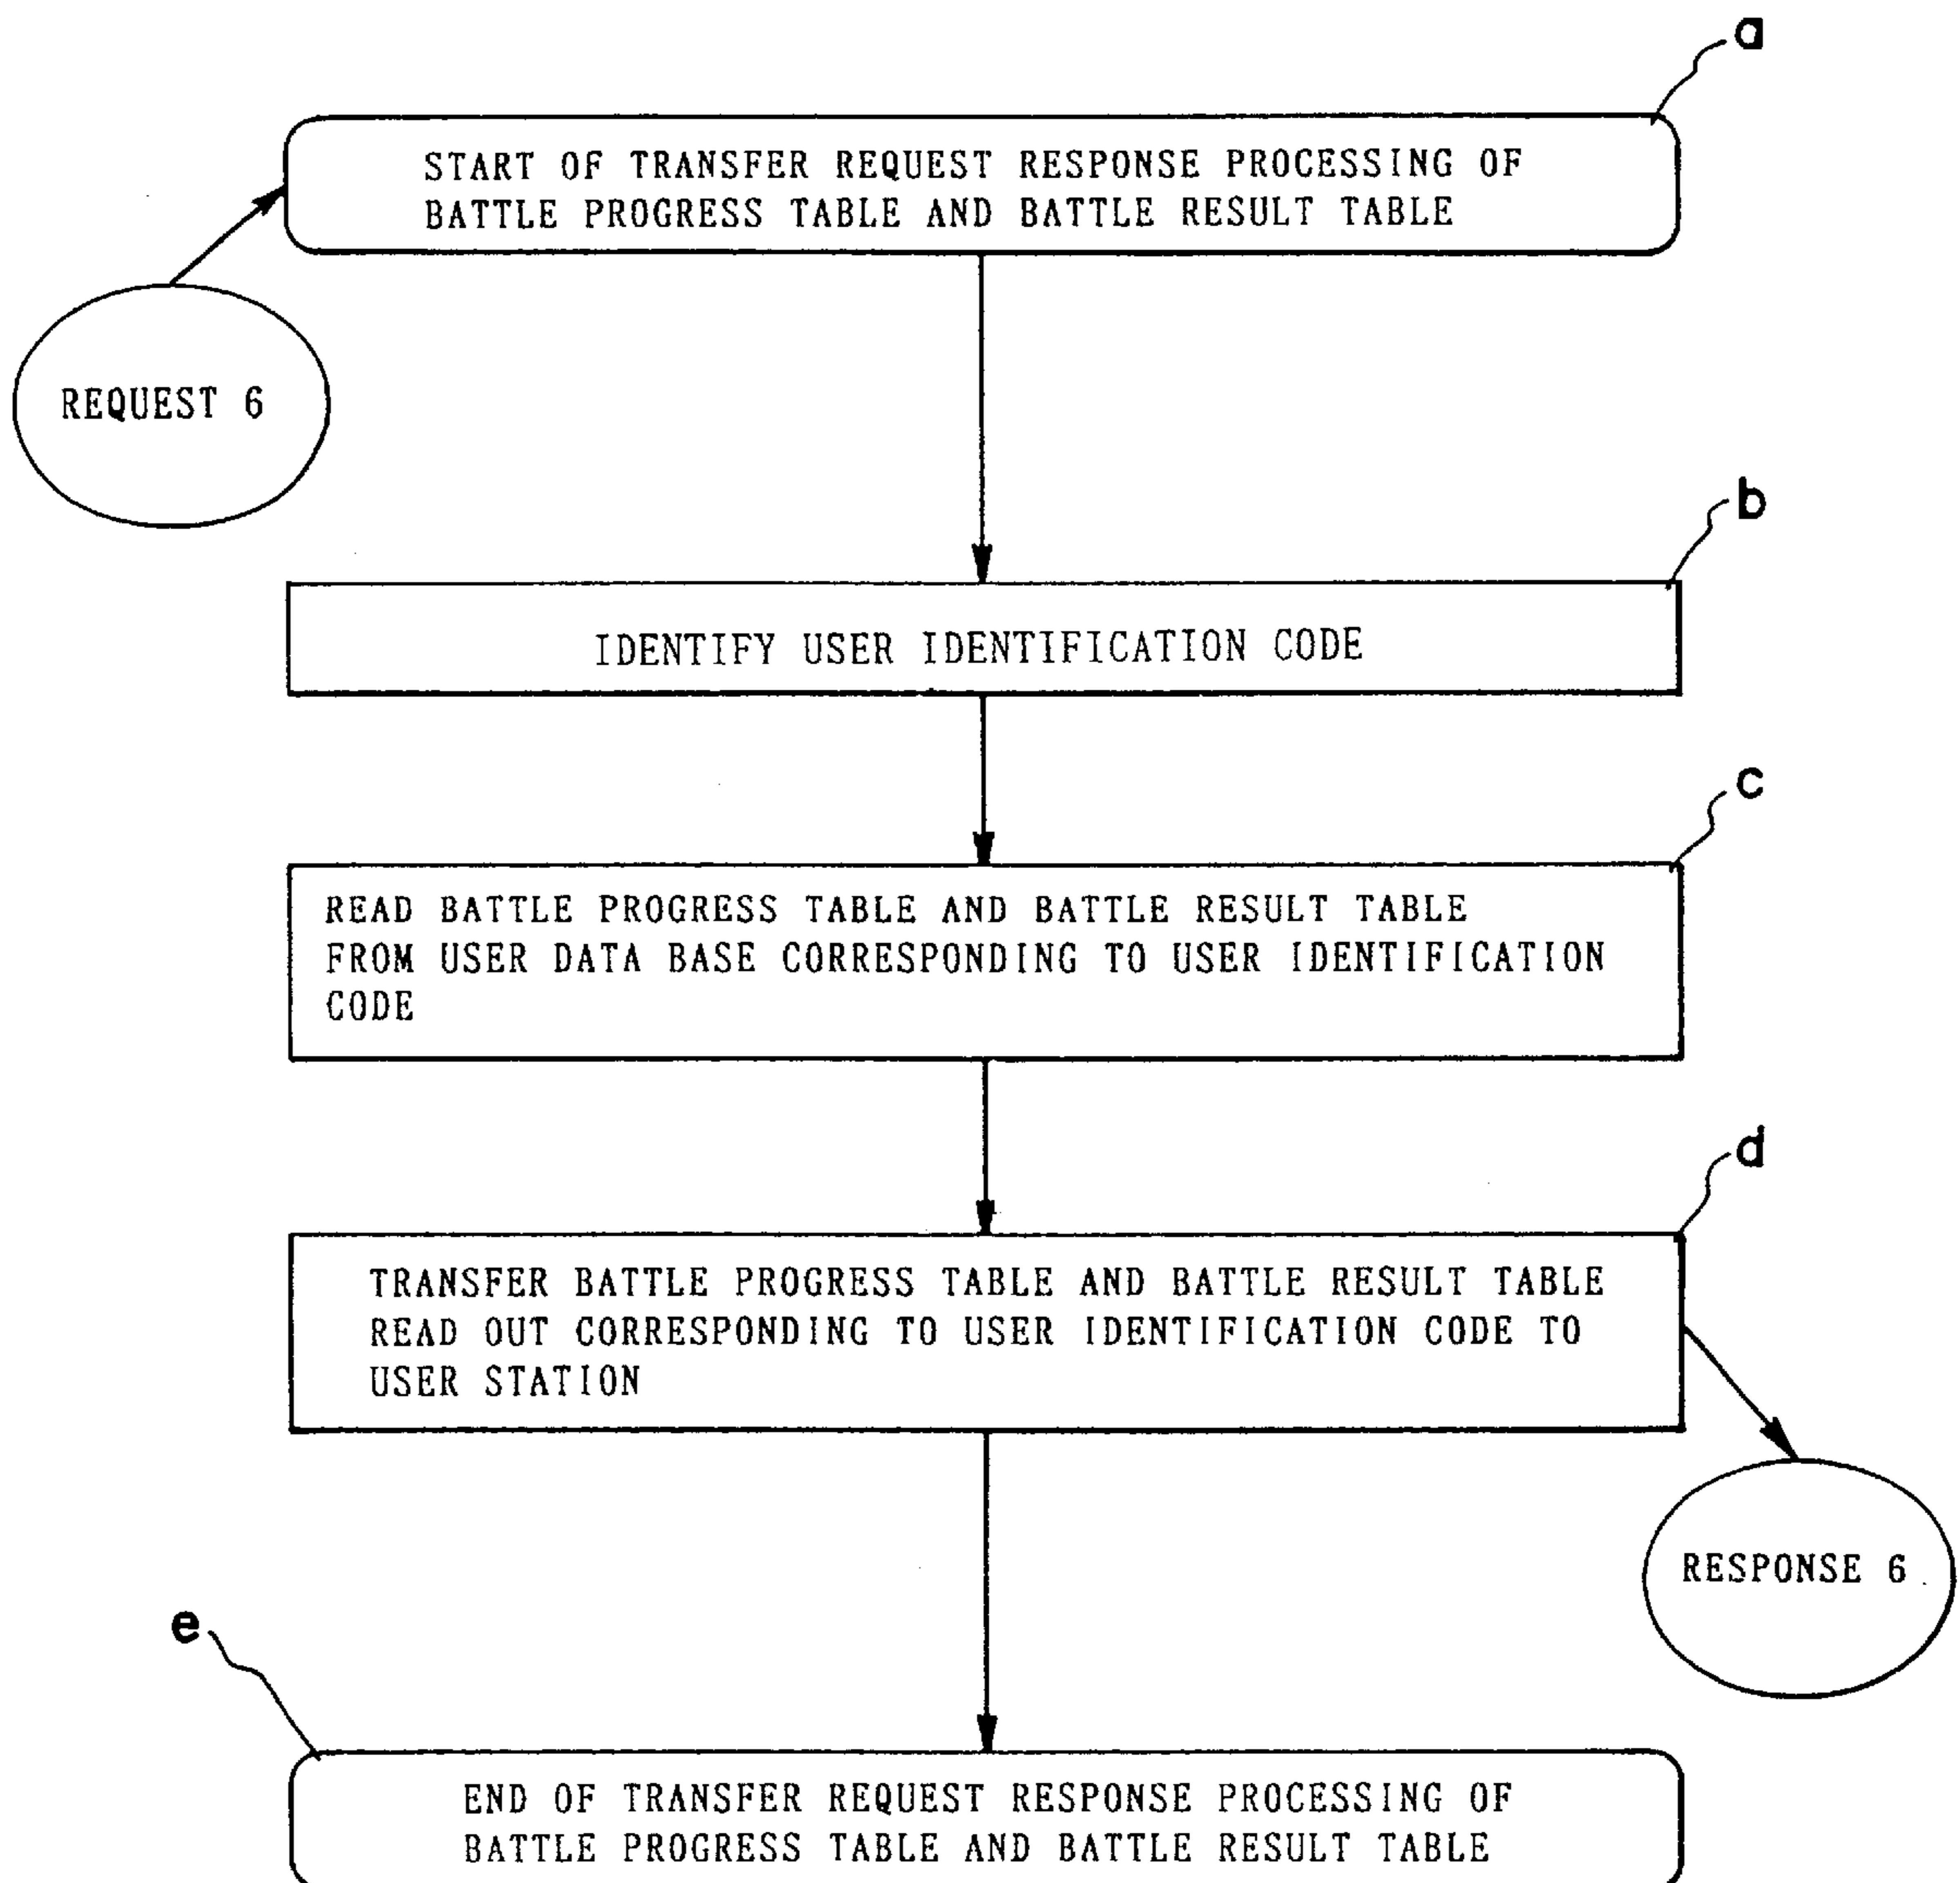 a
START OF TRANSFER REQUEST RESPONSE PROCESSING OF
BATTLE PROGRESS TABLE AND BATTLE RESULT TABLE
REQUEST 6
b
IDENTIFY USER IDENTIFICATION CODE
c
READ BATTLE PROGRESS TABLE AND BATTLE RESULT TABLE
FROM USER DATA BASE CORRESPONDING TO USER IDENTIFICATION
CODE
d
TRANSFER BATTLE PROGRESS TABLE AND BATTLE RESULT TABLE
READ OUT CORRESPONDING TO USER IDENTIFICATION CODE TO
USER STATION
RESPONSE 6
e
END OF TRANSFER REQUEST RESPONSE PROCESSING OF
BATTLE PROGRESS TABLE AND BATTLE RESULT TABLE